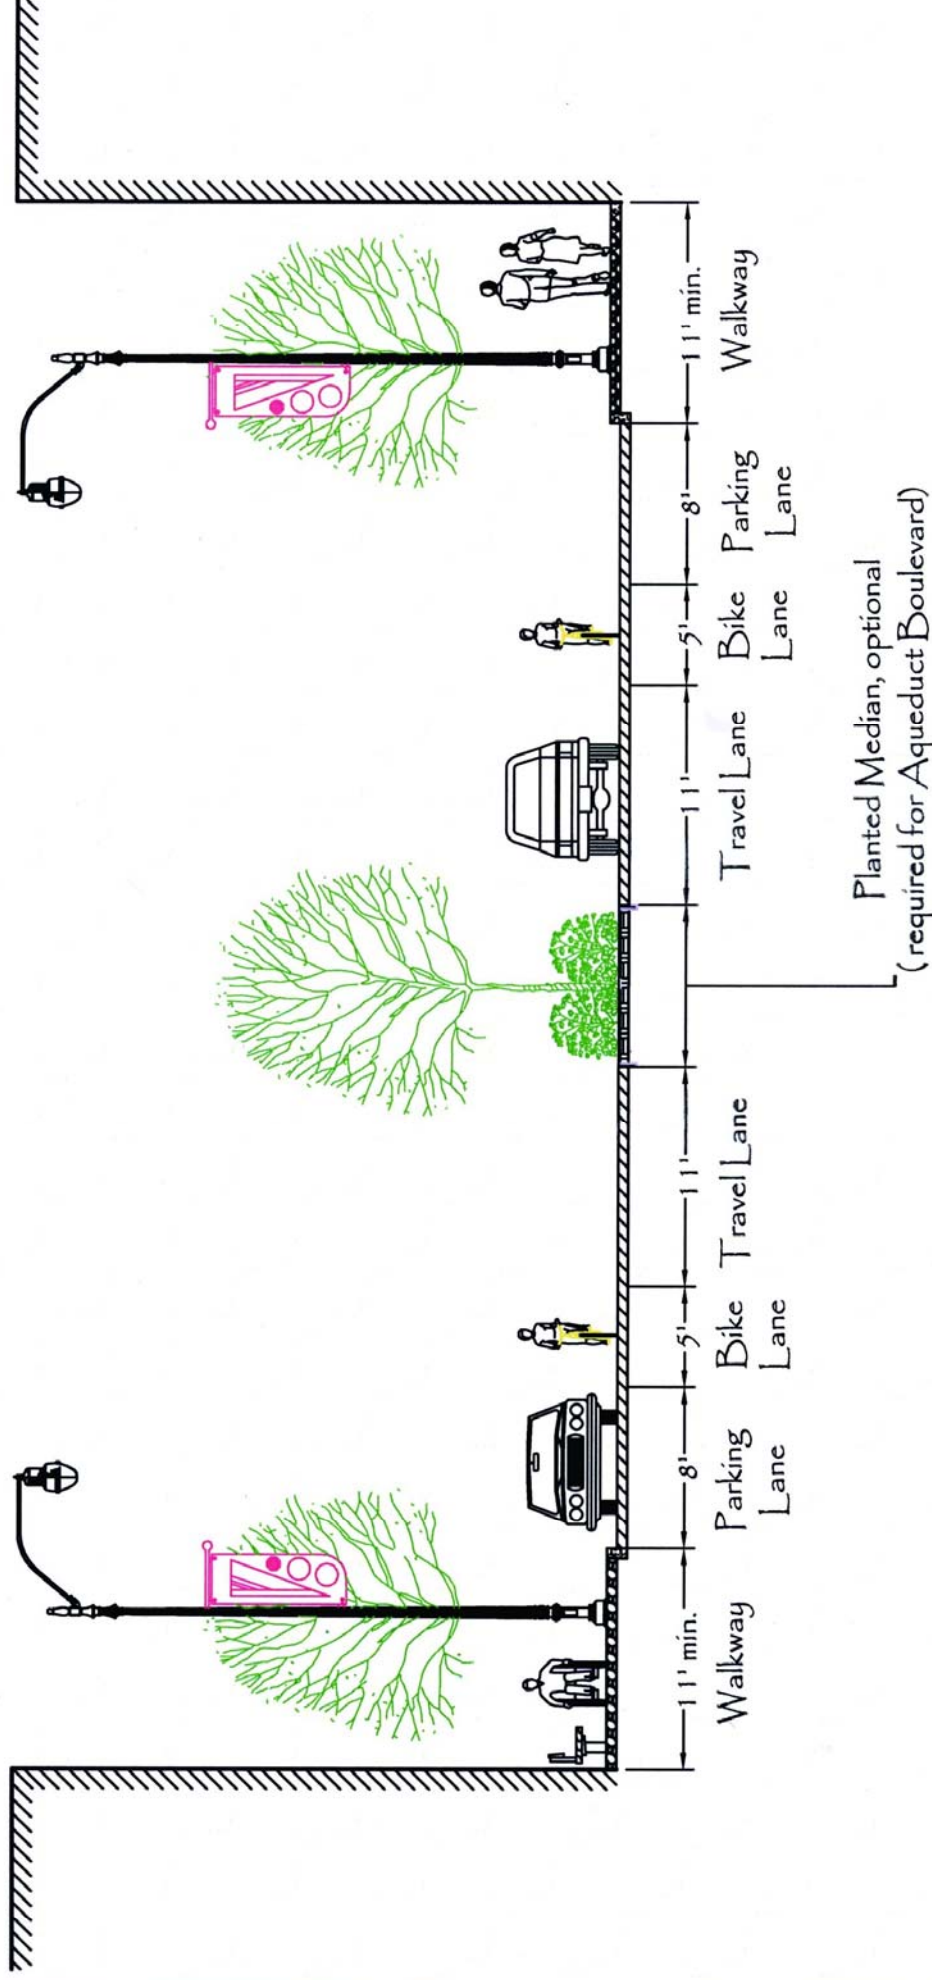 11' min.
8'
5'
11'
11'
5'
8'
11' min.
Walkway
Parking
Lane
Bike
Lane
Travel Lane
Travel Lane
Bike
Lane
Parking
Lane
Walkway
Planted Median, optional
(required for Aqueduct Boulevard)